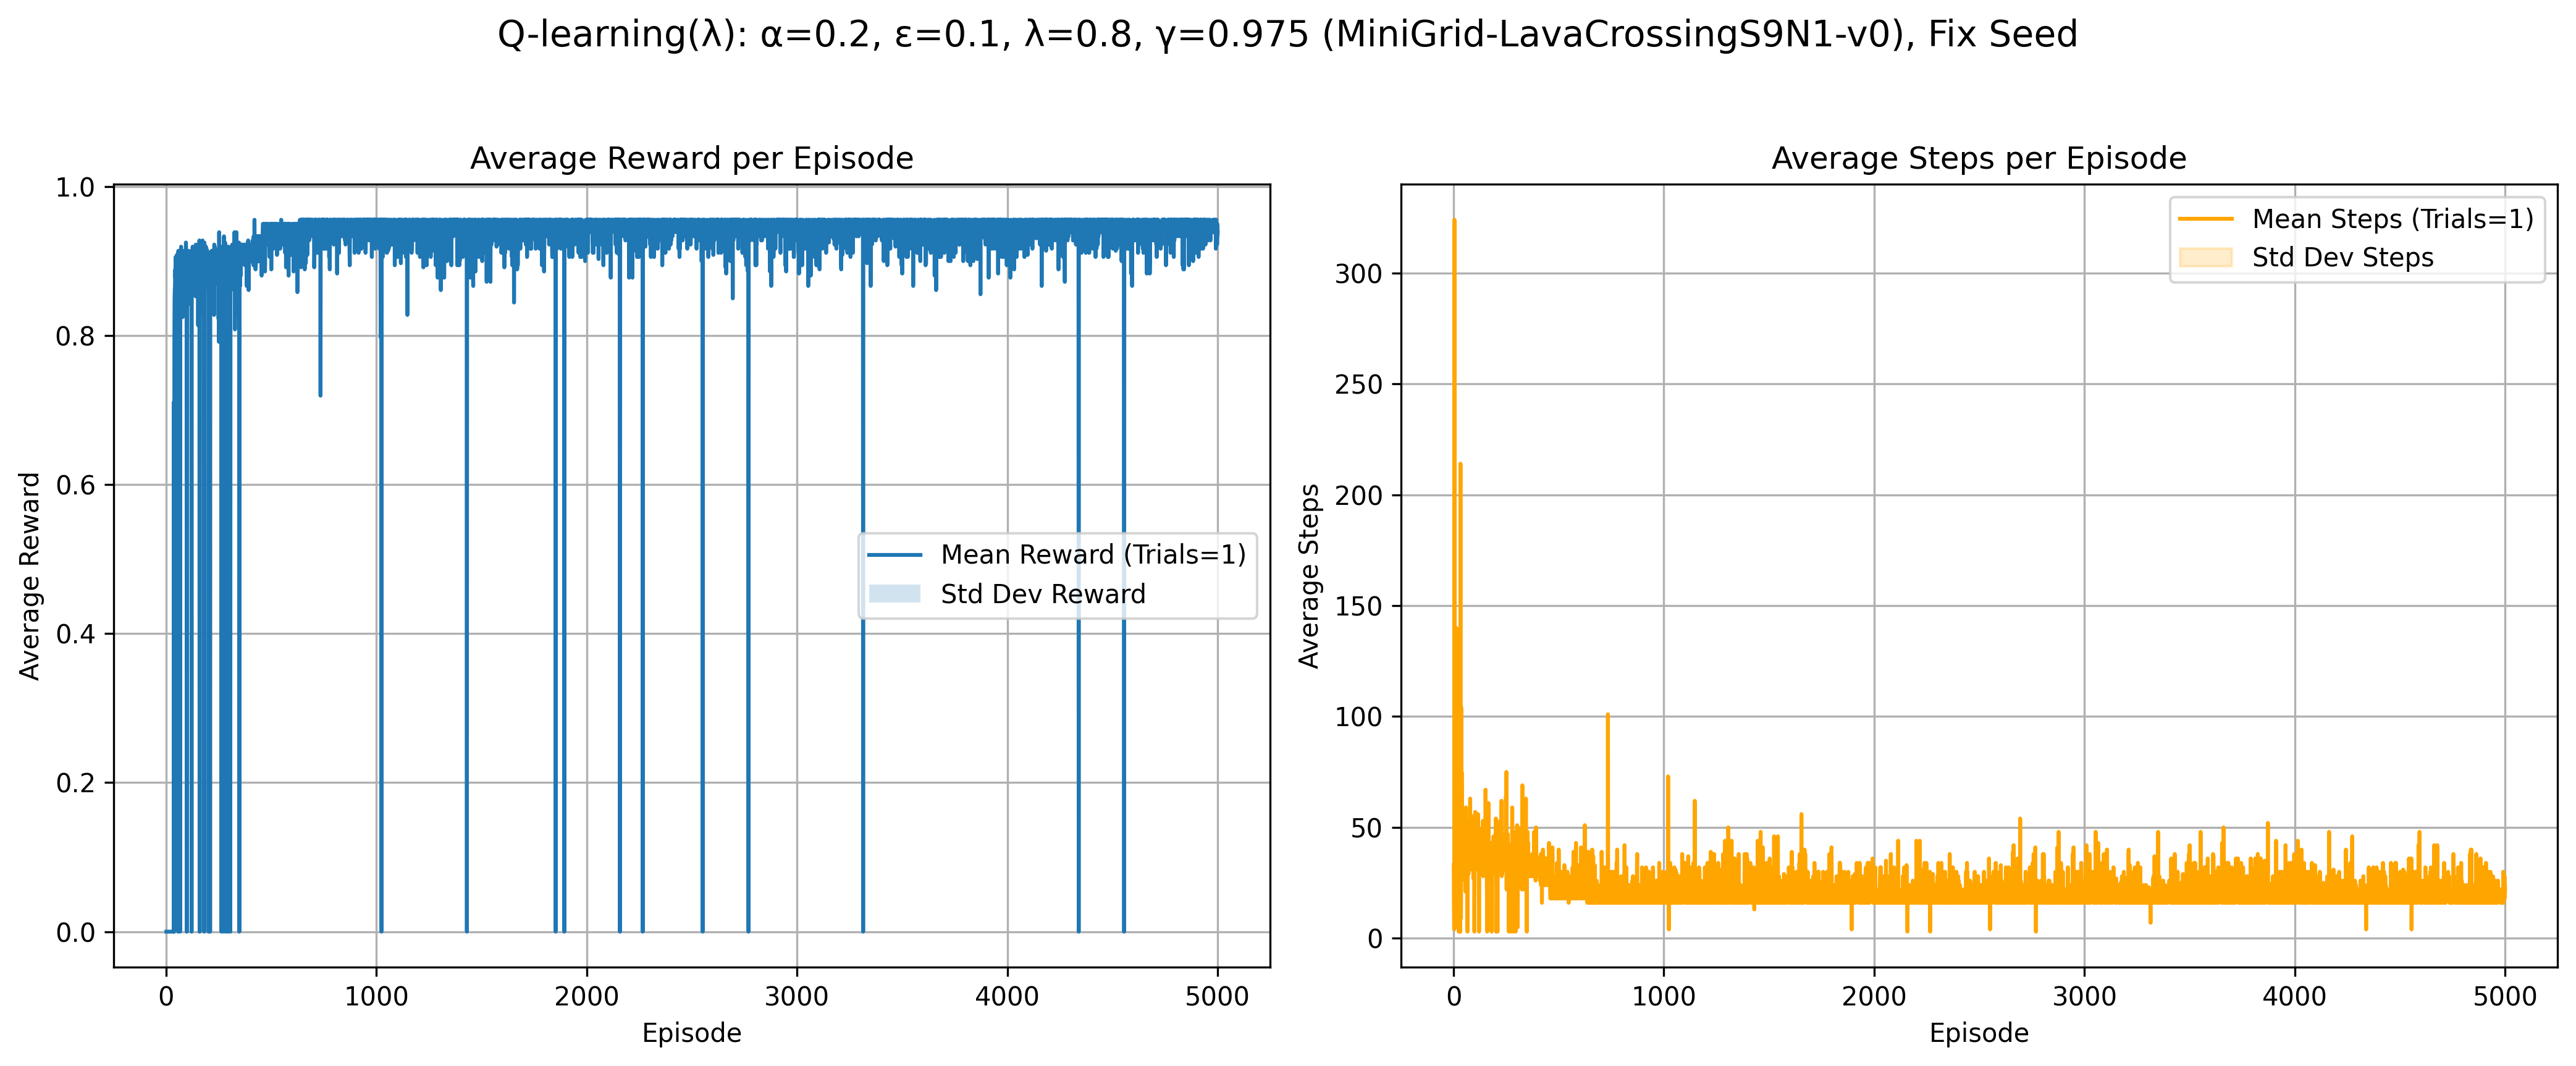 Q-learning(λ): α=0.2, ε=0.1, λ=0.8, γ=0.975 (MiniGrid-LavaCrossingS9N1-v0), Fix Seed
Average Reward per Episode
1.0
0.8
0.6
0.4
0.2
0.0
Average Reward
Mean Reward (Trials=1)
Std Dev Reward
0 1000 2000 3000 4000 5000
Episode
Average Steps per Episode
300
250
200
150
100
50
0
Average Steps
Mean Steps (Trials=1)
Std Dev Steps
0 1000 2000 3000 4000 5000
Episode